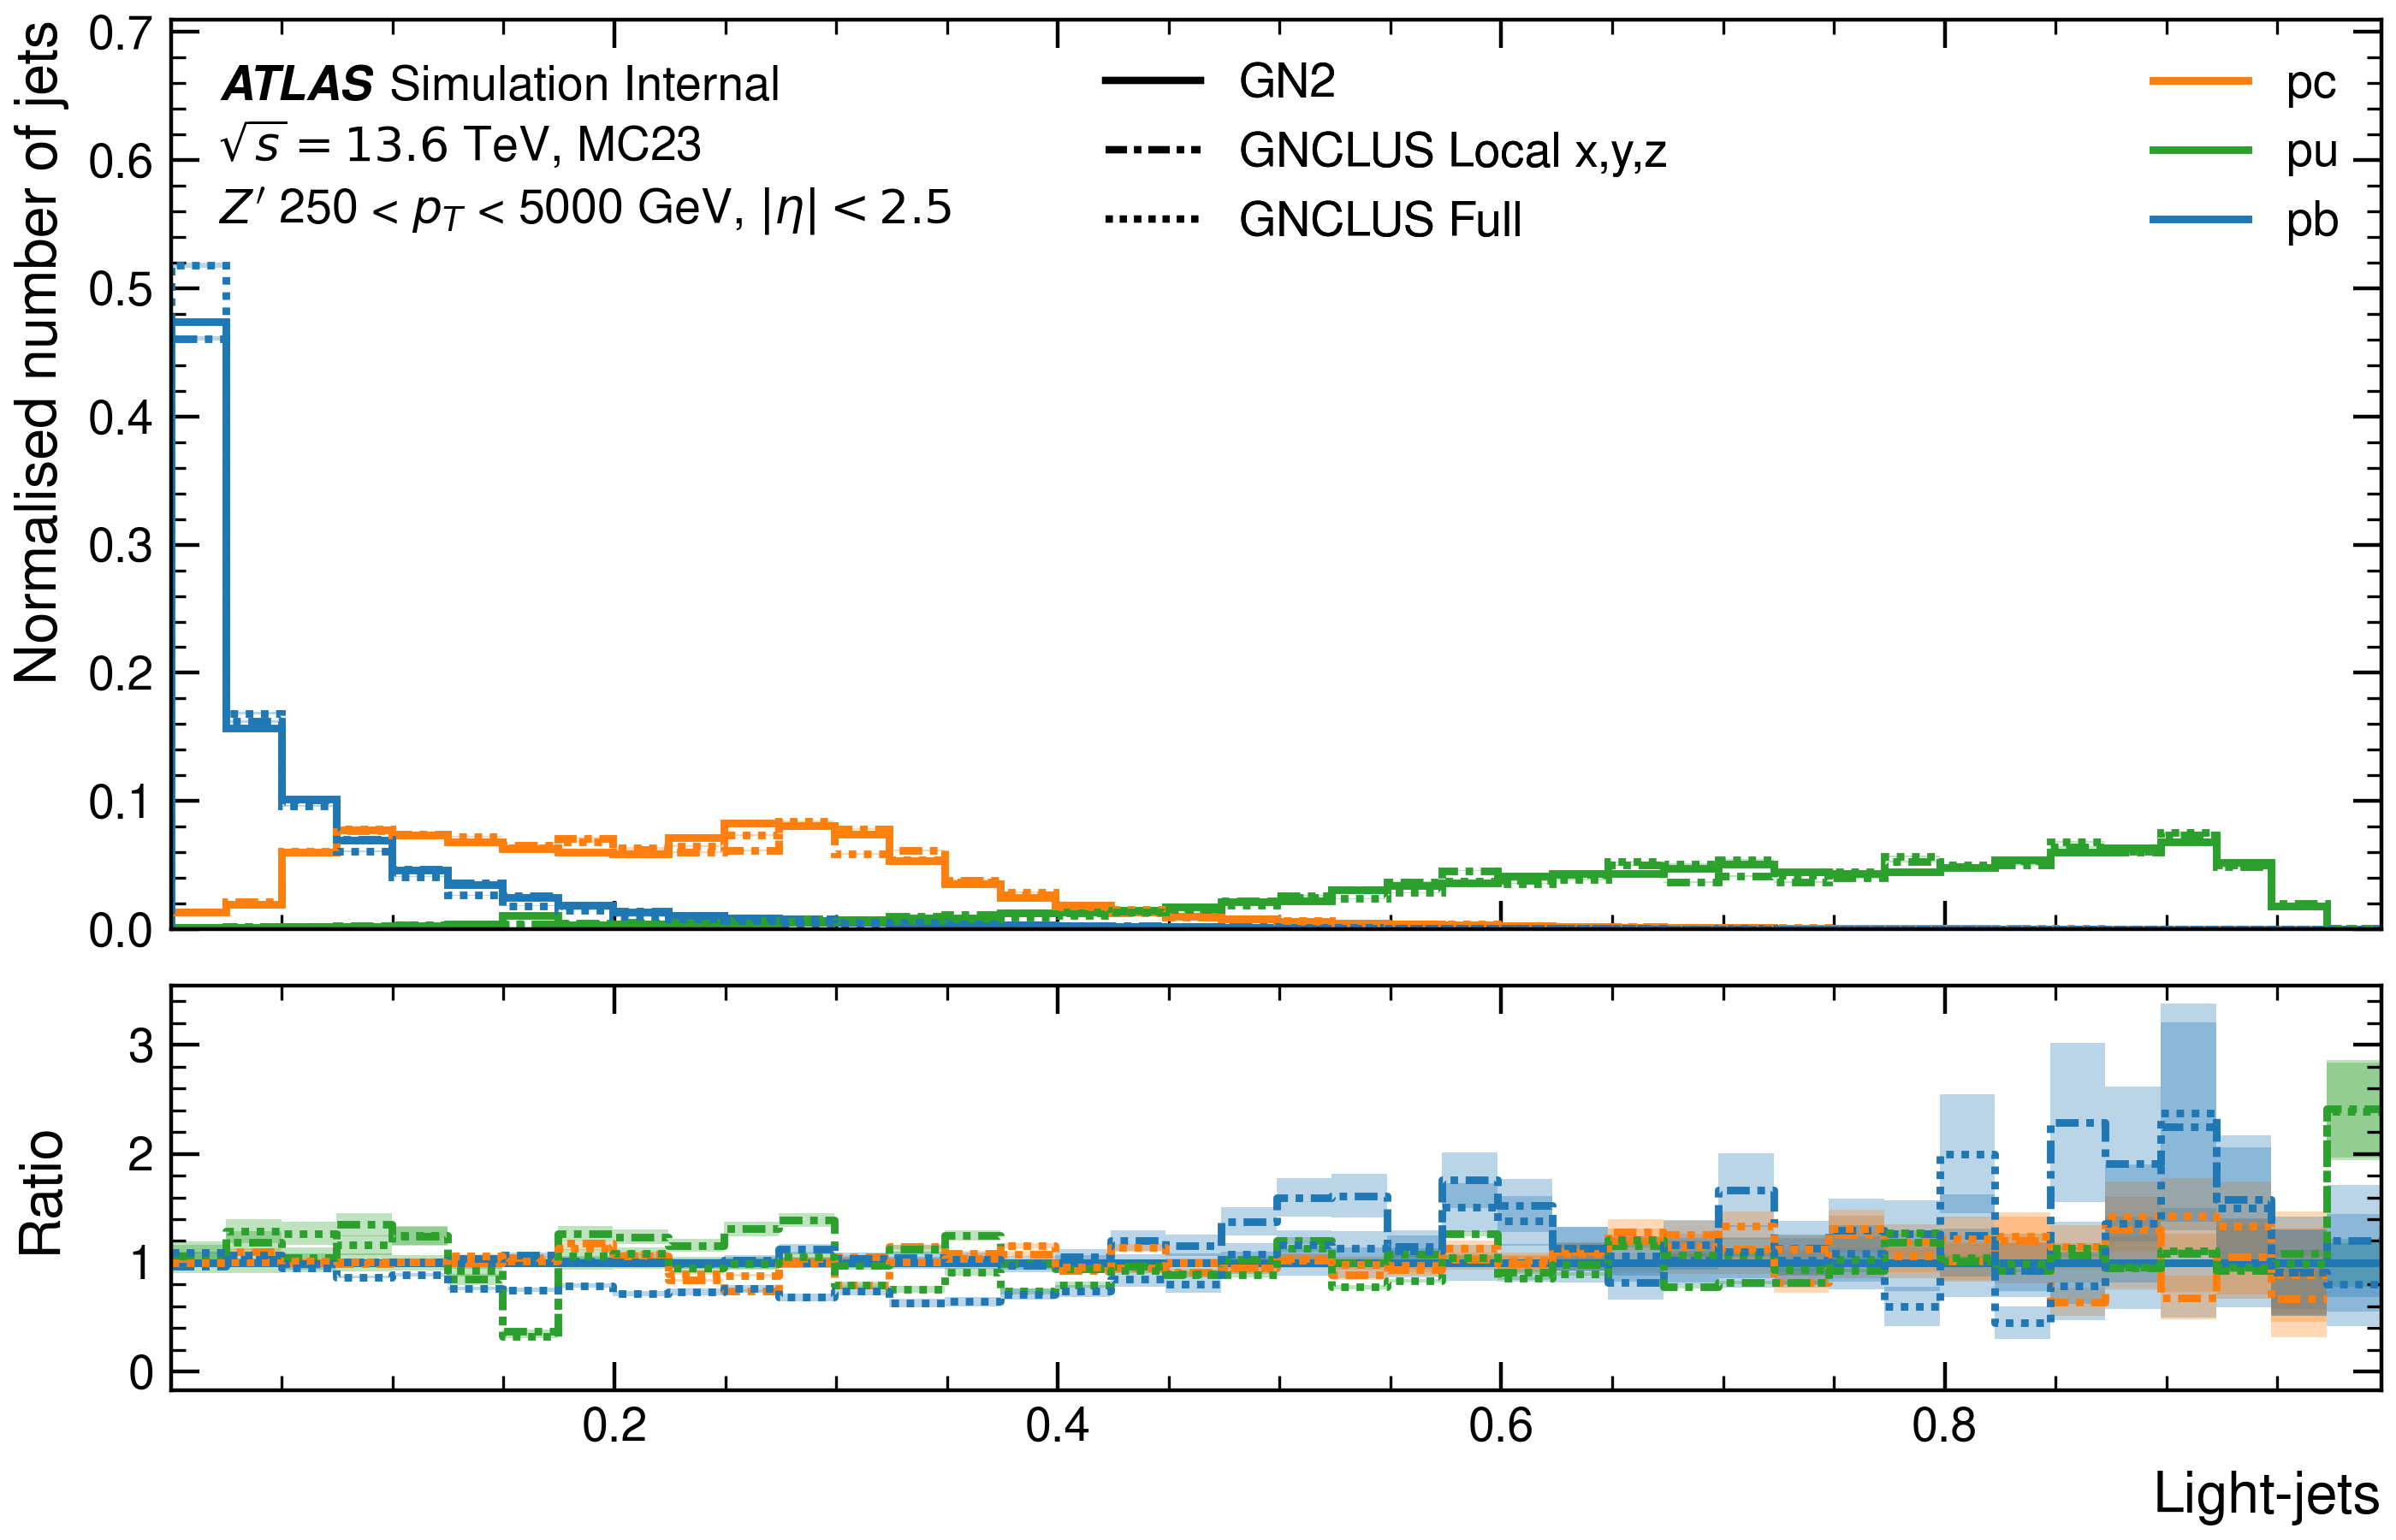 Normalised number of jets
0.7
0.6
0.5
0.4
0.3
0.2
0.1
0.0
ATLAS Simulation Internal
√s = 13.6 TeV, MC23
Z′ 250 < pT < 5000 GeV, |η| < 2.5
GN2
GNCLUS Local x,y,z
GNCLUS Full
pc
pu
pb
Ratio
3
2
1
0
0.2 0.4 0.6 0.8
Light-jets